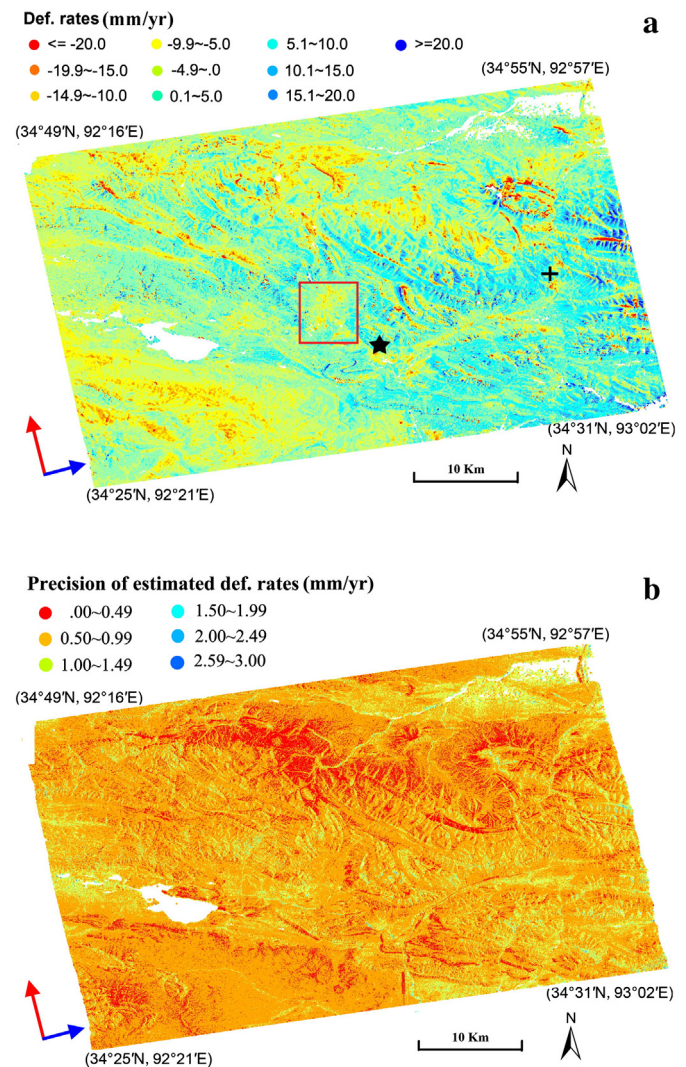 Def. rates (mm/yr)
a
<= -20.0 -9.9~-5.0 5.1~10.0 >=20.0
-19.9~-15.0 -4.9~.0 10.1~15.0
-14.9~-10.0 0.1~5.0 15.1~20.0
(34°55′N, 92°57′E)
(34°49′N, 92°16′E)
(34°31′N, 93°02′E)
N
10 Km
(34°25′N, 92°21′E)
b
Precision of estimated def. rates (mm/yr)
.00~0.49 1.50~1.99
0.50~0.99 2.00~2.49
1.00~1.49 2.59~3.00
(34°55′N, 92°57′E)
(34°49′N, 92°16′E)
(34°31′N, 93°02′E)
N
10 Km
(34°25′N, 92°21′E)